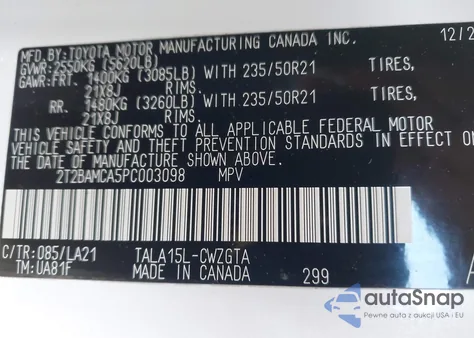 MFD. BY:TOYOTA MOTOR MANUFACTURING CANADA INC. 12/2
GVWR: 2550KG (5620LB)
GAWR: FRT. 1400KG (3085LB) WITH 235/50R21 TIRES,
21X8J RIMS.
RR. 1480KG (3260LB) WITH 235/50R21 TIRES,
21X8J RIMS.
THIS VEHICLE CONFORMS TO ALL APPLICABLE FEDERAL MOTOR
VEHICLE SAFETY AND THEFT PREVENTION STANDARDS IN EFFECT ON
THE DATE OF MANUFACTURE SHOWN ABOVE.
2T2BAMCA5PC003098 MPV
C/TR:085/LA21 TALA15L-CWZGTA
TM:UA81F MADE IN CANADA 299
autoSnap
Pewne auta z aukcji USA i EU